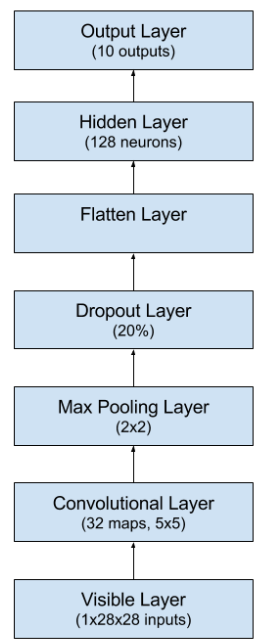 Output Layer
(10 outputs)
Hidden Layer
(128 neurons)
Flatten Layer
Dropout Layer
(20%)
Max Pooling Layer
(2x2)
Convolutional Layer
(32 maps, 5x5)
Visible Layer
(1x28x28 inputs)